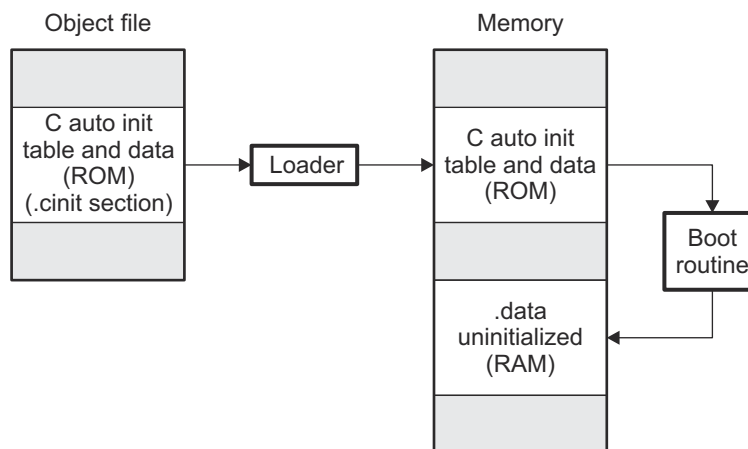 Object file
Memory
C auto init
table and data
(ROM)
(.cinit section)
Loader
C auto init
table and data
(ROM)
Boot
routine
.data
uninitialized
(RAM)